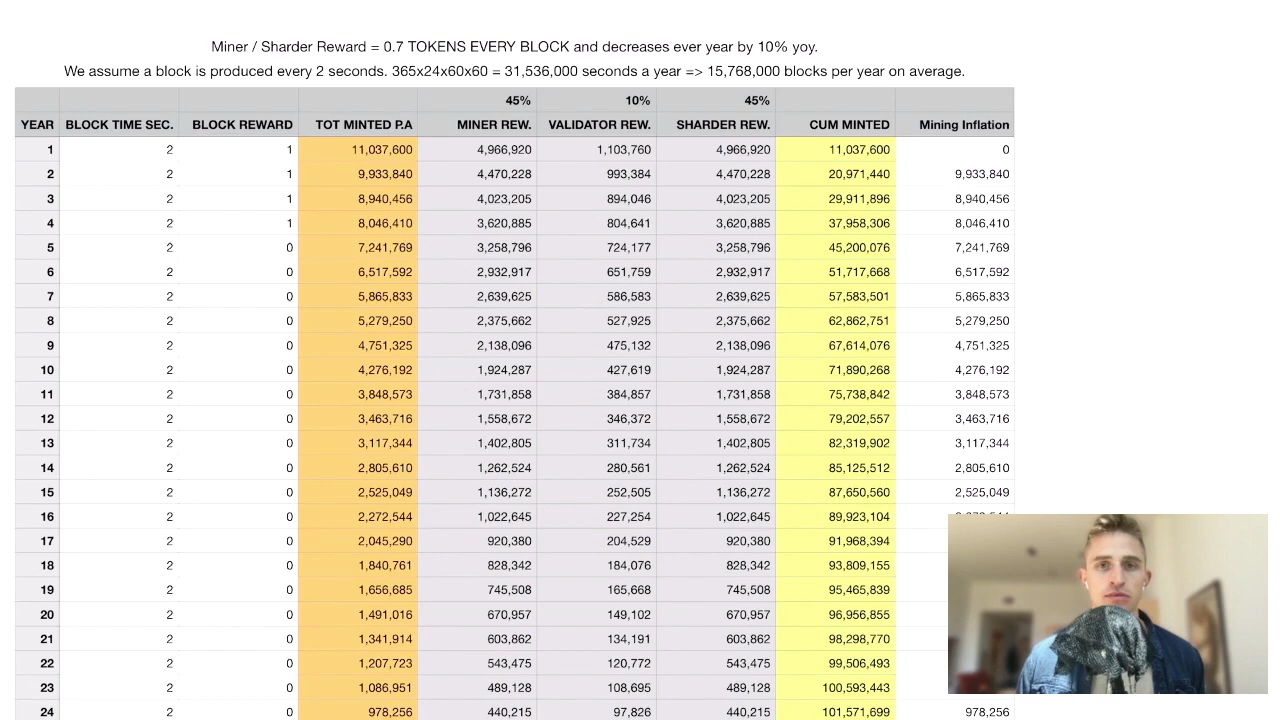 Miner / Sharder Reward = 0.7 TOKENS EVERY BLOCK and decreases ever year by 10% yoy.
We assume a block is produced every 2 seconds. 365x24x60x60 = 31,536,000 seconds a year => 15,768,000 blocks per year on average.
45% 10% 45%
YEAR BLOCK TIME SEC. BLOCK REWARD TOT MINTED P.A MINER REW. VALIDATOR REW. SHARDER REW. CUM MINTED Mining Inflation
1 2 1 11,037,600 4,966,920 1,103,760 4,966,920 11,037,600 0
2 2 1 9,933,840 4,470,228 993,384 4,470,228 20,971,440 9,933,840
3 2 1 8,940,456 4,023,205 894,046 4,023,205 29,911,896 8,940,456
4 2 1 8,046,410 3,620,885 804,641 3,620,885 37,958,306 8,046,410
5 2 0 7,241,769 3,258,796 724,177 3,258,796 45,200,076 7,241,769
6 2 0 6,517,592 2,932,917 651,759 2,932,917 51,717,668 6,517,592
7 2 0 5,865,833 2,639,625 586,583 2,639,625 57,583,501 5,865,833
8 2 0 5,279,250 2,375,662 527,925 2,375,662 62,862,751 5,279,250
9 2 0 4,751,325 2,138,096 475,132 2,138,096 67,614,076 4,751,325
10 2 0 4,276,192 1,924,287 427,619 1,924,287 71,890,268 4,276,192
11 2 0 3,848,573 1,731,858 384,857 1,731,858 75,738,842 3,848,573
12 2 0 3,463,716 1,558,672 346,372 1,558,672 79,202,557 3,463,716
13 2 0 3,117,344 1,402,805 311,734 1,402,805 82,319,902 3,117,344
14 2 0 2,805,610 1,262,524 280,561 1,262,524 85,125,512 2,805,610
15 2 0 2,525,049 1,136,272 252,505 1,136,272 87,650,560 2,525,049
16 2 0 2,272,544 1,022,645 227,254 1,022,645 89,923,104
17 2 0 2,045,290 920,380 204,529 920,380 91,968,394
18 2 0 1,840,761 828,342 184,076 828,342 93,809,155
19 2 0 1,656,685 745,508 165,668 745,508 95,465,839
20 2 0 1,491,016 670,957 149,102 670,957 96,956,855
21 2 0 1,341,914 603,862 134,191 603,862 98,298,770
22 2 0 1,207,723 543,475 120,772 543,475 99,506,493
23 2 0 1,086,951 489,128 108,695 489,128 100,593,443
24 2 0 978,256 440,215 97,826 440,215 101,571,699 978,256